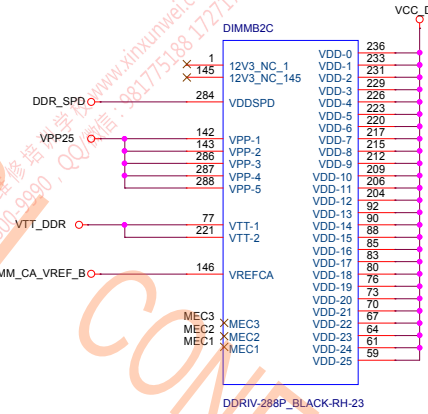 VCC_D
DIMMB2C
1 12V3_NC_1
145 12V3_NC_145
DDR_SPD 284 VDDSPD
VPP25 142 VPP-1
143 VPP-2
286 VPP-3
287 VPP-4
288 VPP-5
VTT_DDR 77 VTT-1
221 VTT-2
MM_CA_VREF_B 146 VREFCA
MEC3 MEC3
MEC2 MEC2
MEC1 MEC1
VDD-0 236
VDD-1 233
VDD-2 231
VDD-3 229
VDD-4 226
VDD-5 223
VDD-6 220
VDD-7 217
VDD-8 215
VDD-9 212
VDD-10 209
VDD-11 206
VDD-12 204
VDD-13 92
VDD-14 90
VDD-15 88
VDD-16 85
VDD-17 83
VDD-18 80
VDD-19 76
VDD-20 73
VDD-21 70
VDD-22 67
VDD-23 64
VDD-24 61
VDD-25 59
DDRIV-288P_BLACK-RH-23
CONF